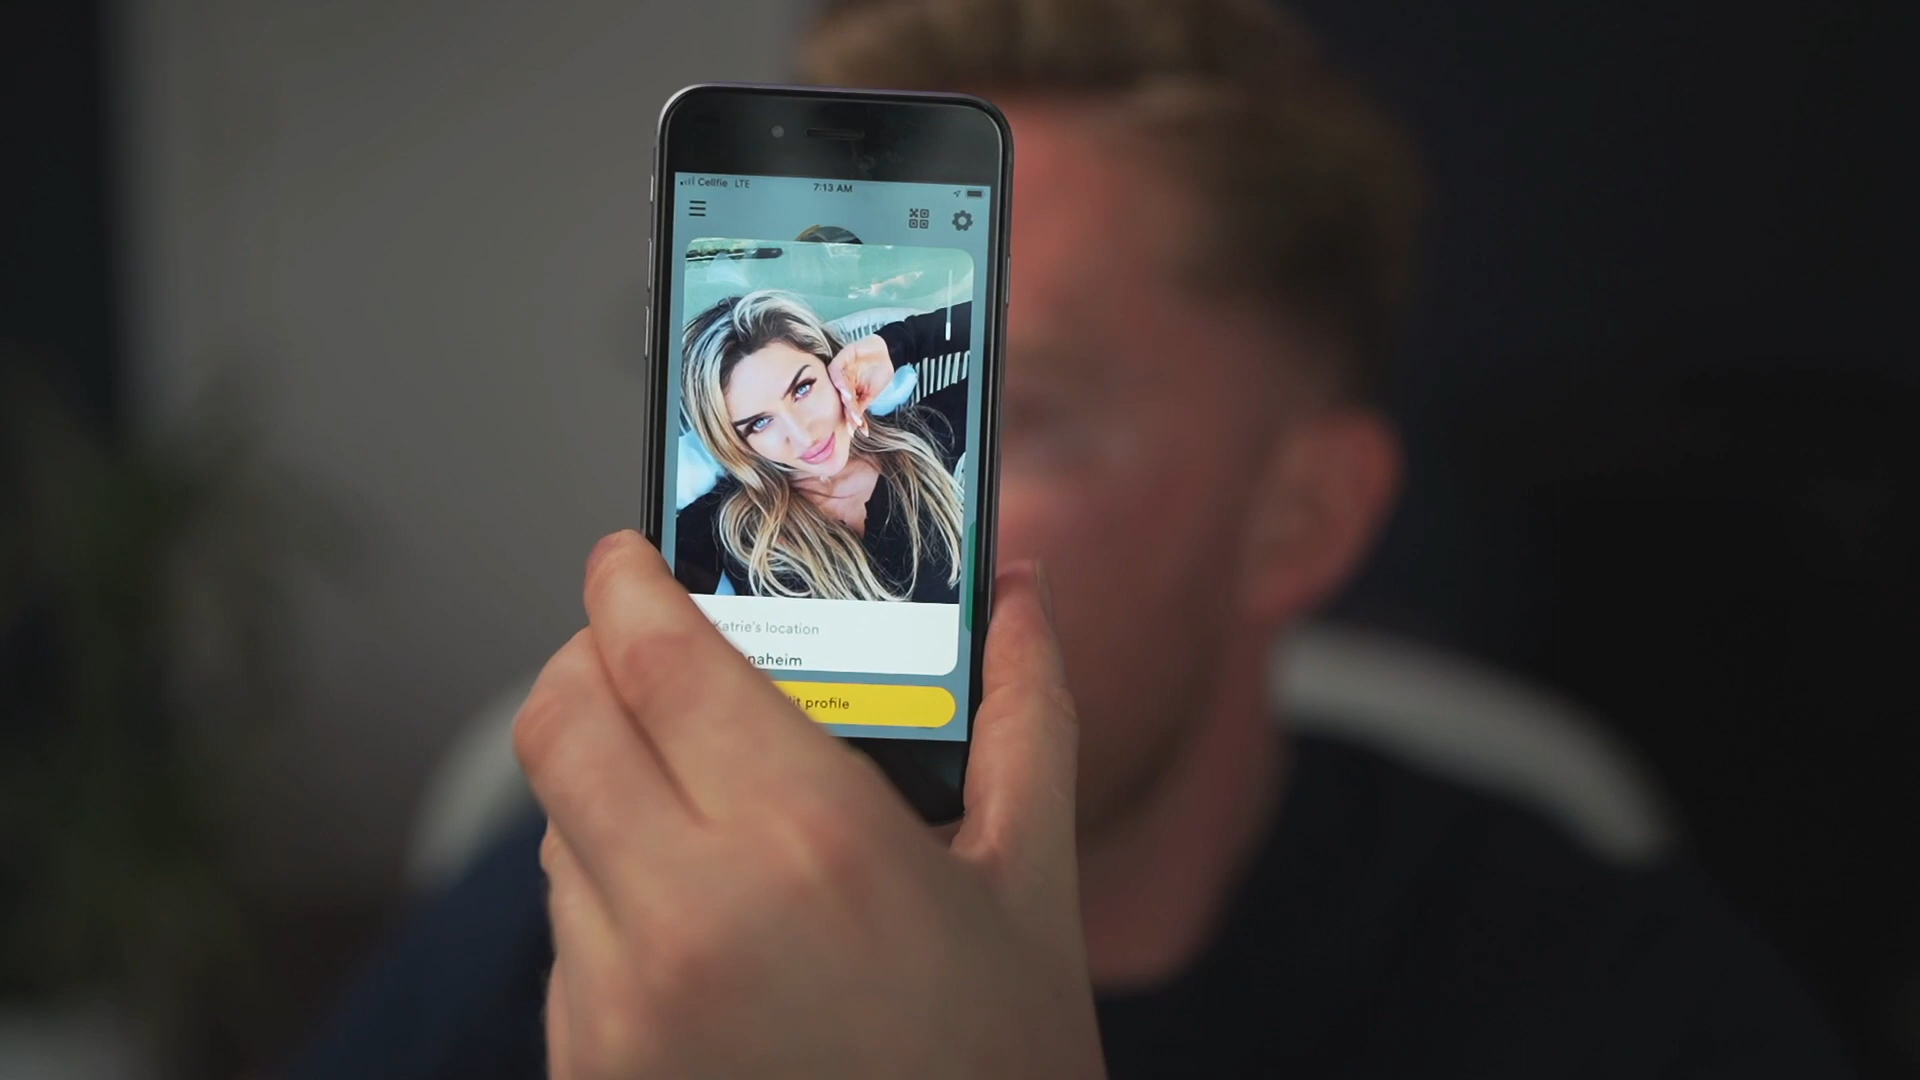 Cellfie LTE 7:13 AM
Katrie's location
naheim
it profile